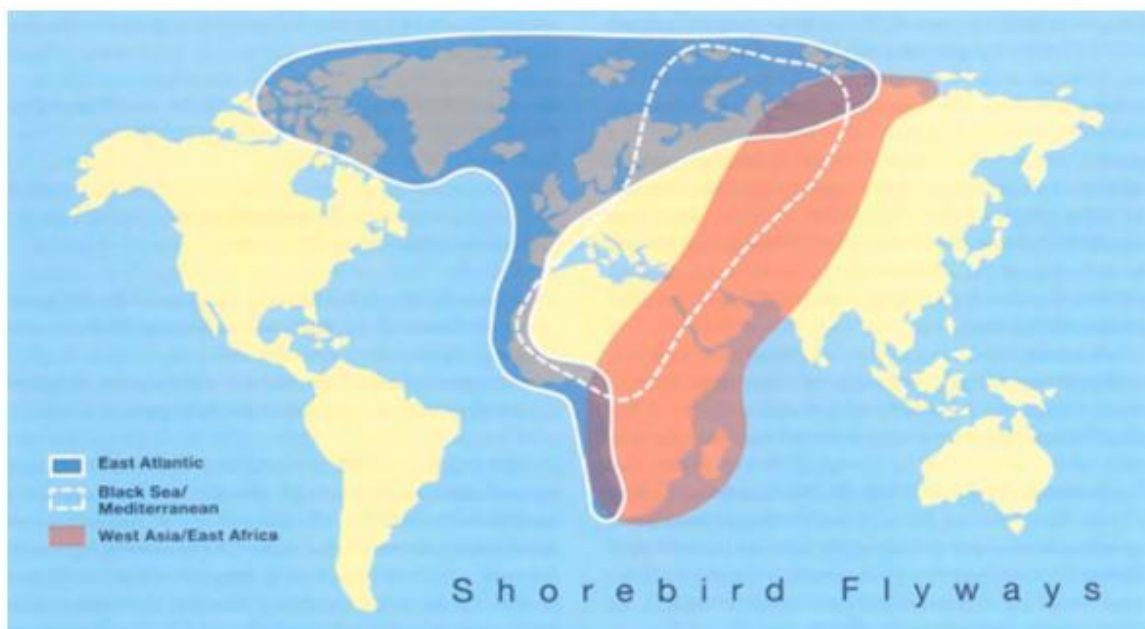 East Atlantic
Black Sea/
Mediterranean
West Asia/East Africa
Shorebird Flyways